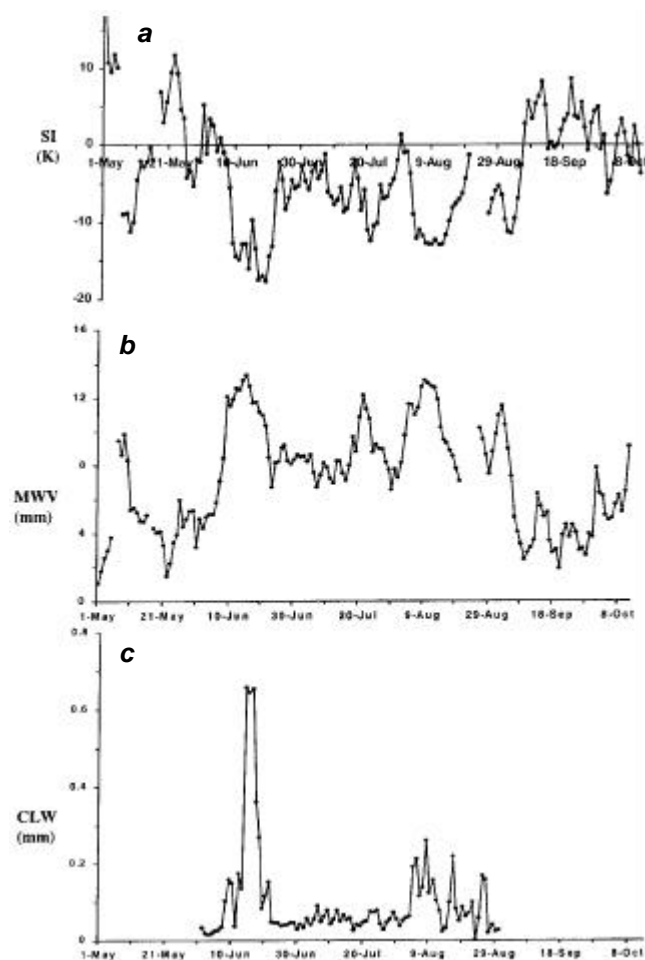 a
10
SI
(K)
0
1-May 21-May 10-Jun 30-Jun 20-Jul 9-Aug 29-Aug 18-Sep 8-Oct
-10
-20
b
16
12
8
MWV
(mm)
4
0
1-May 21-May 10-Jun 30-Jun 20-Jul 9-Aug 29-Aug 18-Sep 8-Oct
c
0.8
0.6
0.4
CLW
(mm)
0.2
0
1-May 21-May 10-Jun 30-Jun 20-Jul 9-Aug 29-Aug 18-Sep 8-Oct